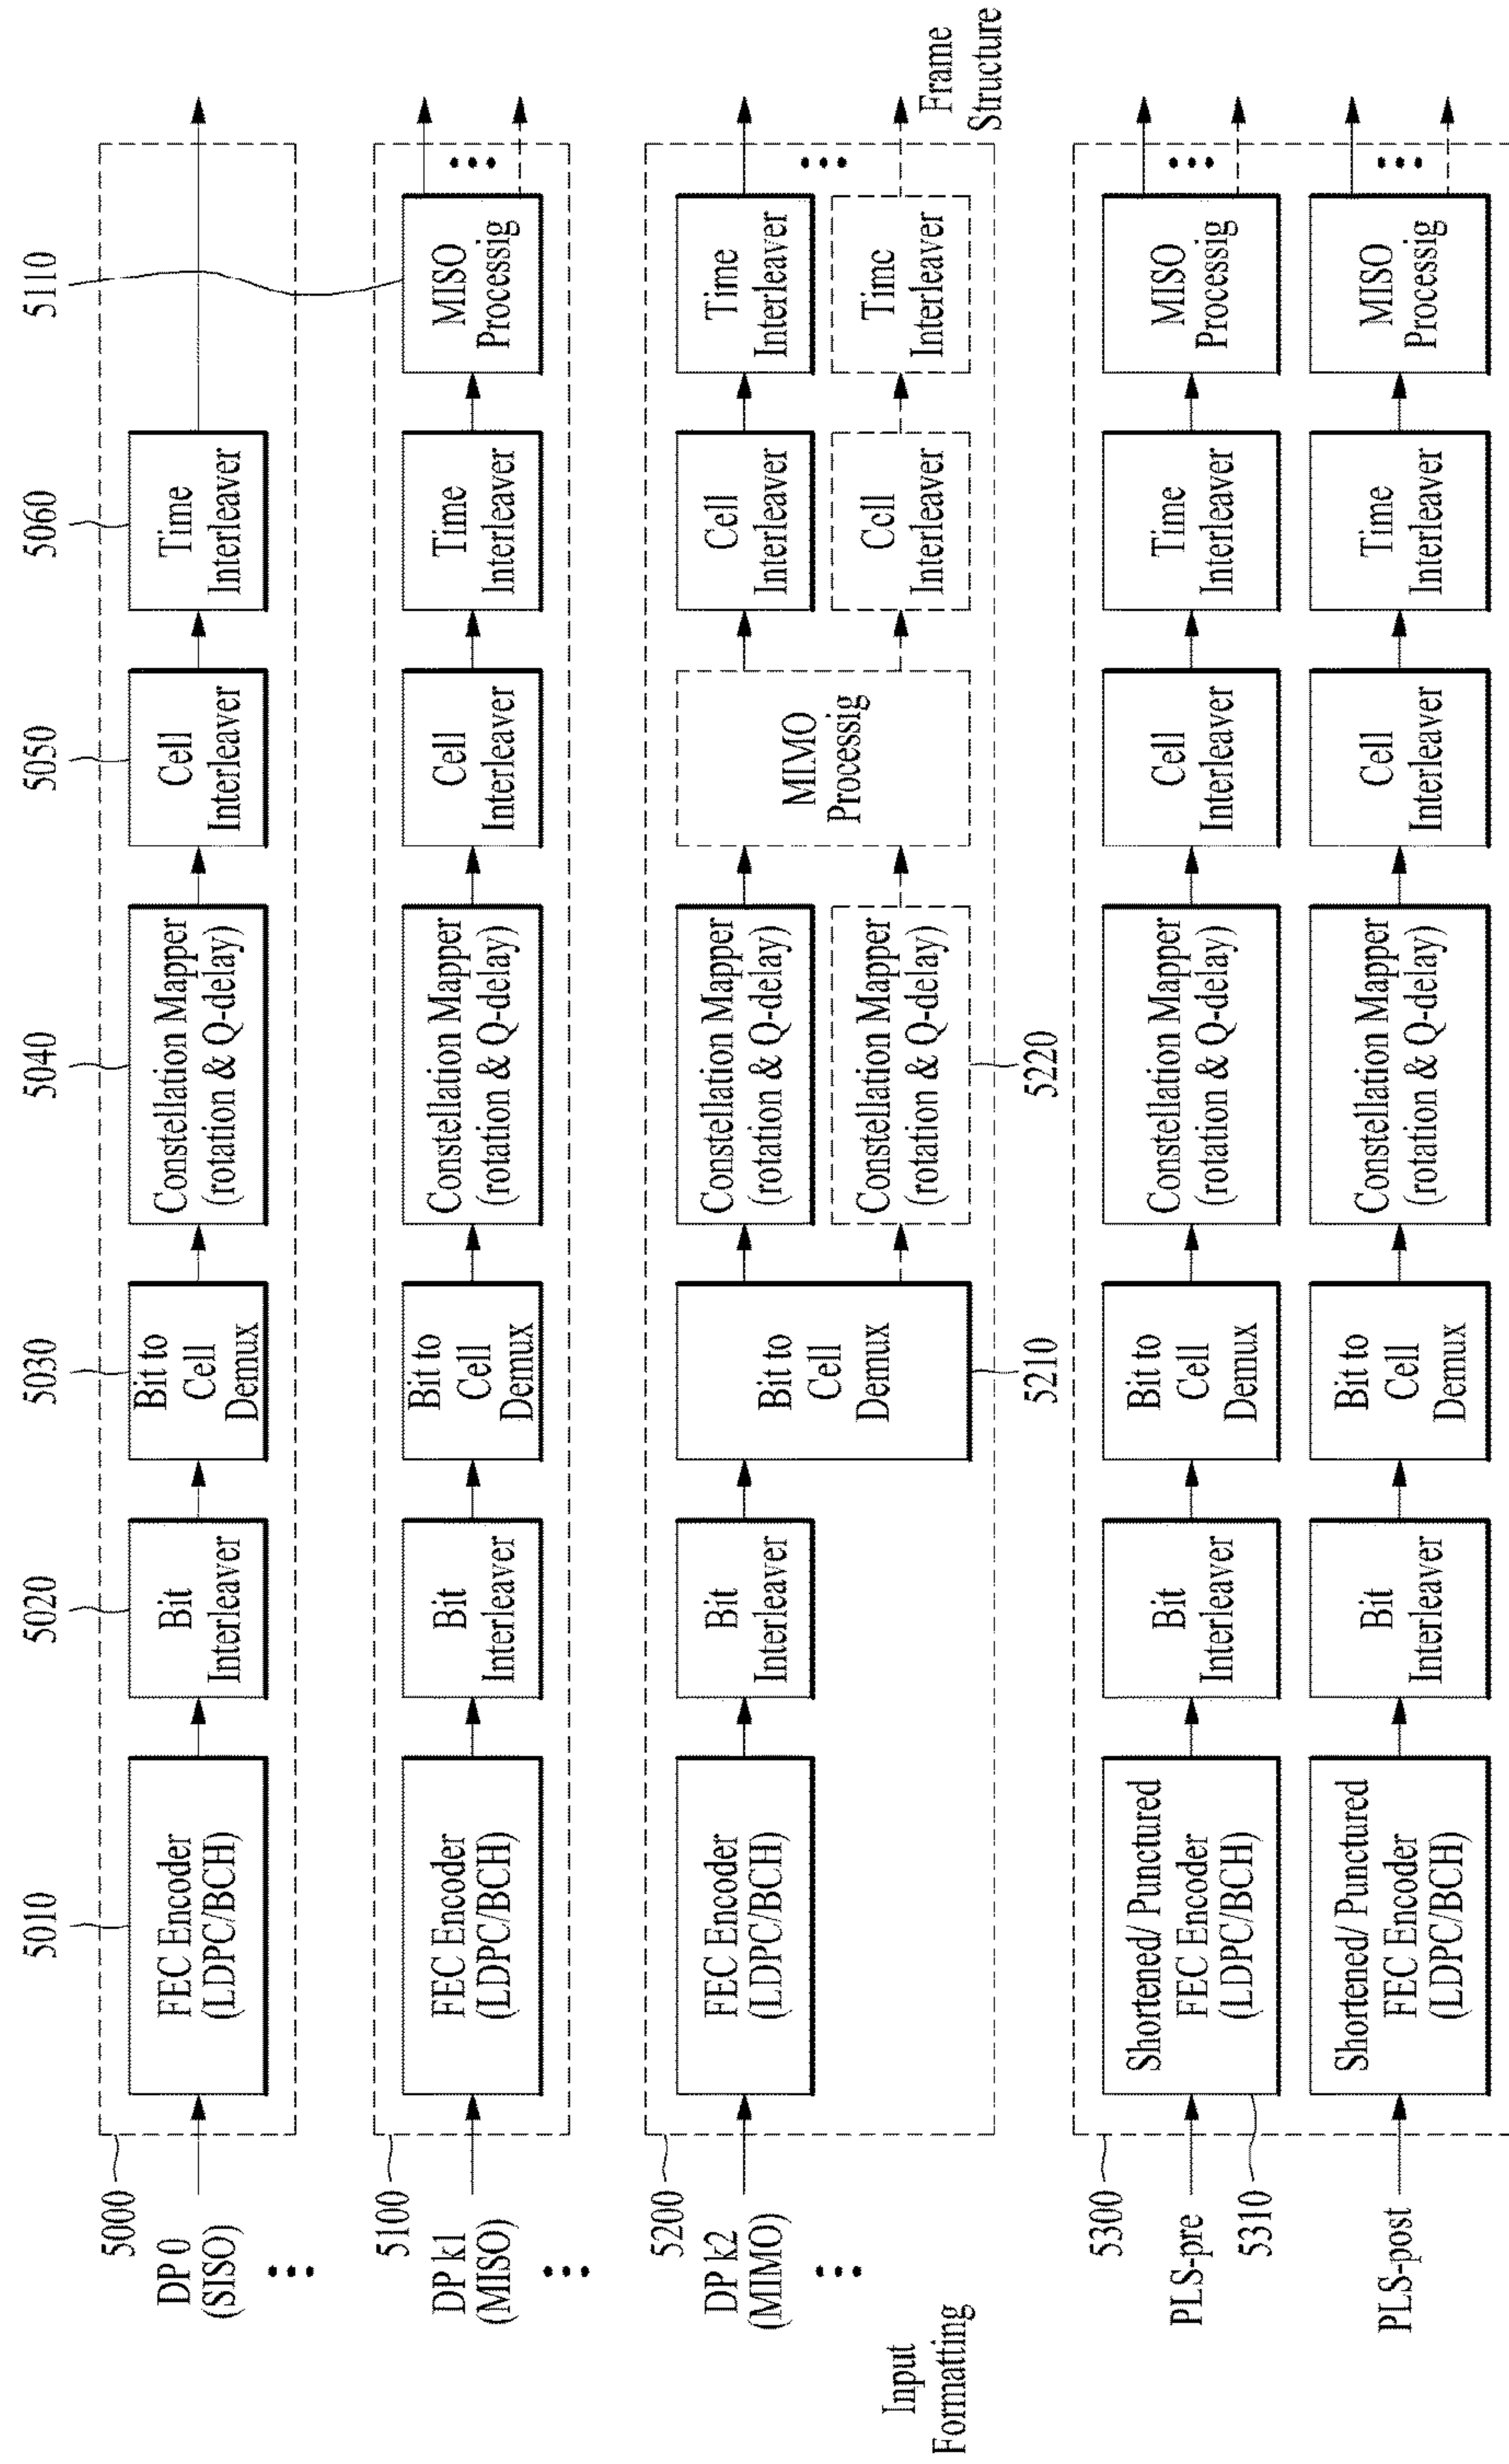 5010
5020
5030
5040
5050
5060
5110
5000
DP 0
(SISO)
FEC Encoder
(LDPC/BCH)
Bit
Interleaver
Bit to
Cell
Demux
Constellation Mapper
(rotation & Q-delay)
Cell
Interleaver
Time
Interleaver
5100
DP k1
(MISO)
FEC Encoder
(LDPC/BCH)
Bit
Interleaver
Bit to
Cell
Demux
Constellation Mapper
(rotation & Q-delay)
Cell
Interleaver
Time
Interleaver
MISO
Processig
5200
DP k2
(MIMO)
FEC Encoder
(LDPC/BCH)
Bit
Interleaver
Bit to
Cell
Demux
Constellation Mapper
(rotation & Q-delay)
Constellation Mapper
(rotation & Q-delay)
MIMO
Processig
Cell
Interleaver
Cell
Interleaver
Time
Interleaver
Time
Interleaver
Input
Formatting
Frame
Structure
5210
5220
5300
PLS-pre
5310
Shortened/ Punctured
FEC Encoder
(LDPC/BCH)
Bit
Interleaver
Bit to
Cell
Demux
Constellation Mapper
(rotation & Q-delay)
Cell
Interleaver
Time
Interleaver
MISO
Processig
PLS-post
Shortened/ Punctured
FEC Encoder
(LDPC/BCH)
Bit
Interleaver
Bit to
Cell
Demux
Constellation Mapper
(rotation & Q-delay)
Cell
Interleaver
Time
Interleaver
MISO
Processig